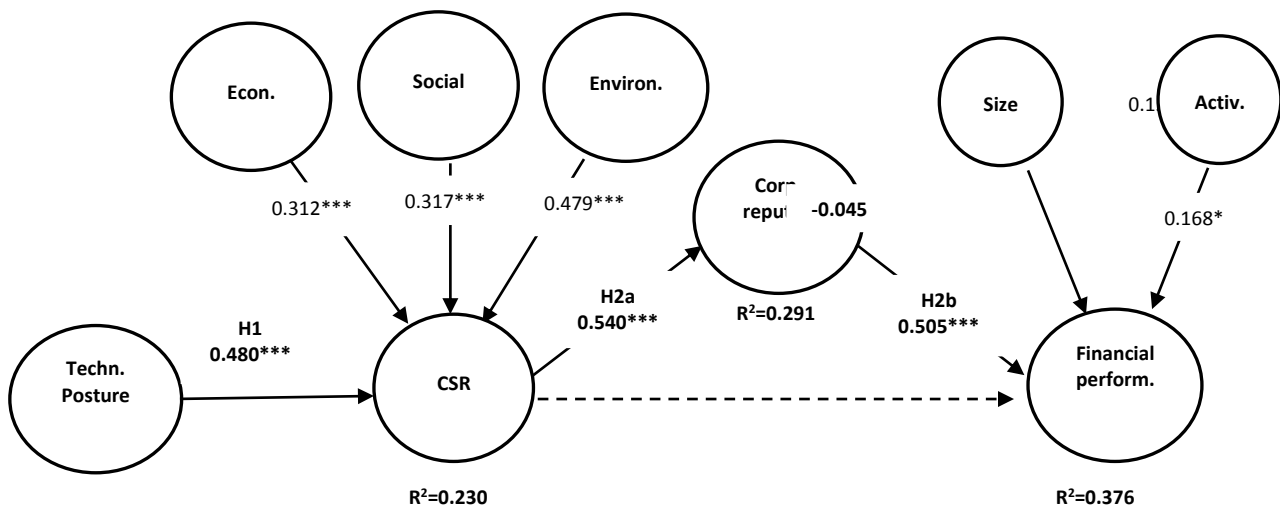 Econ.
Social
Environ.
Size
0.1
Activ.
0.312***
0.317***
0.479***
-0.045
0.168*
H1
0.480***
H2a
0.540***
R²=0.291
H2b
0.505***
Techn.
Posture
CSR
Financial
perform.
R²=0.230
R²=0.376